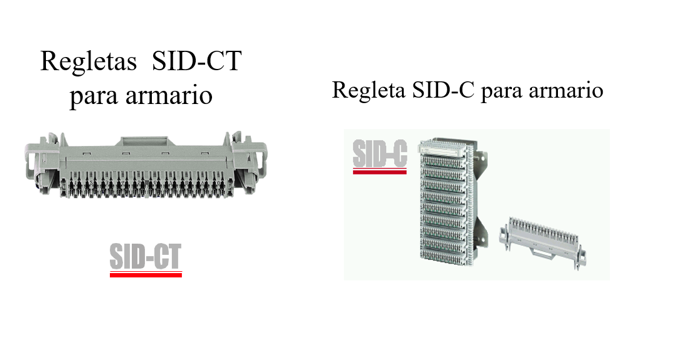 Regletas  SID-CT
para armario
SID-CT
Regleta SID-C para armario
SID-C